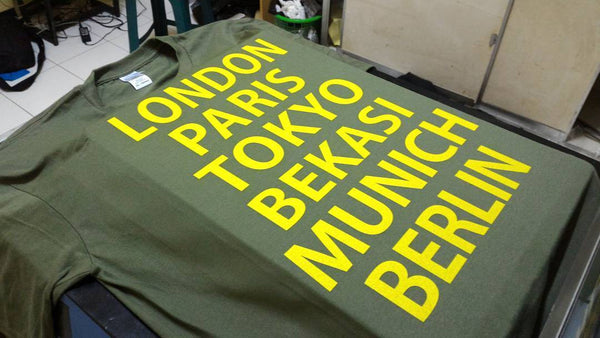 LONDON
PARIS
TOKYO
BEKASI
MUNICH
BERLIN